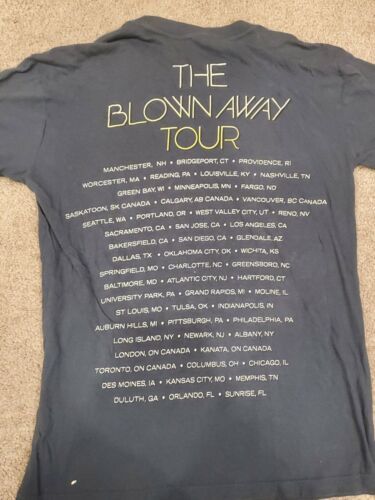 THE
BLOWN AWAY
TOUR
MANCHESTER, NH • BRIDGEPORT, CT • PROVIDENCE, RI
WORCESTER, MA • READING, PA • LOUISVILLE, KY • NASHVILLE, TN
GREEN BAY, WI • MINNEAPOLIS, MN • FARGO, ND
SASKATOON, SK CANADA • CALGARY, AB CANADA • VANCOUVER, BC CANADA
SEATTLE, WA • PORTLAND, OR • WEST VALLEY CITY, UT • RENO, NV
SACRAMENTO, CA • SAN JOSE, CA • LOS ANGELES, CA
BAKERSFIELD, CA • SAN DIEGO, CA • GLENDALE, AZ
DALLAS, TX • OKLAHOMA CITY, OK • WICHITA, KS
SPRINGFIELD, MO • CHARLOTTE, NC • GREENSBORO, NC
BALTIMORE, MD • ATLANTIC CITY, NJ • HARTFORD, CT
UNIVERSITY PARK, PA • GRAND RAPIDS, MI • MOLINE, IL
ST LOUIS, MO • TULSA, OK • INDIANAPOLIS, IN
AUBURN HILLS, MI • PITTSBURGH, PA • PHILADELPHIA, PA
LONG ISLAND, NY • NEWARK, NJ • ALBANY, NY
LONDON, ON CANADA • KANATA, ON CANADA
TORONTO, ON CANADA • COLUMBUS, OH • CHICAGO, IL
DES MOINES, IA • KANSAS CITY, MO • MEMPHIS, TN
DULUTH, GA • ORLANDO, FL • SUNRISE, FL